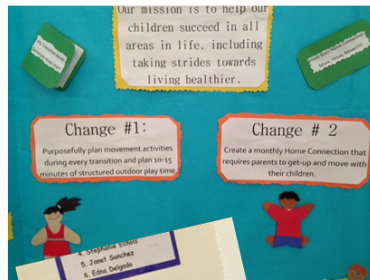 Our mission is to help our
children succeed in all
areas in life, including
taking strides towards
living healthier.
Change #1:
Purposefully plan movement activities
during every transition and plan 10-15
minutes of structured outdoor play time
Change # 2
Create a monthly Home Connection that
requires parents to get-up and move with
their children.
4. Stephanie
5. Janet Sanchez
6. Edna Delgado